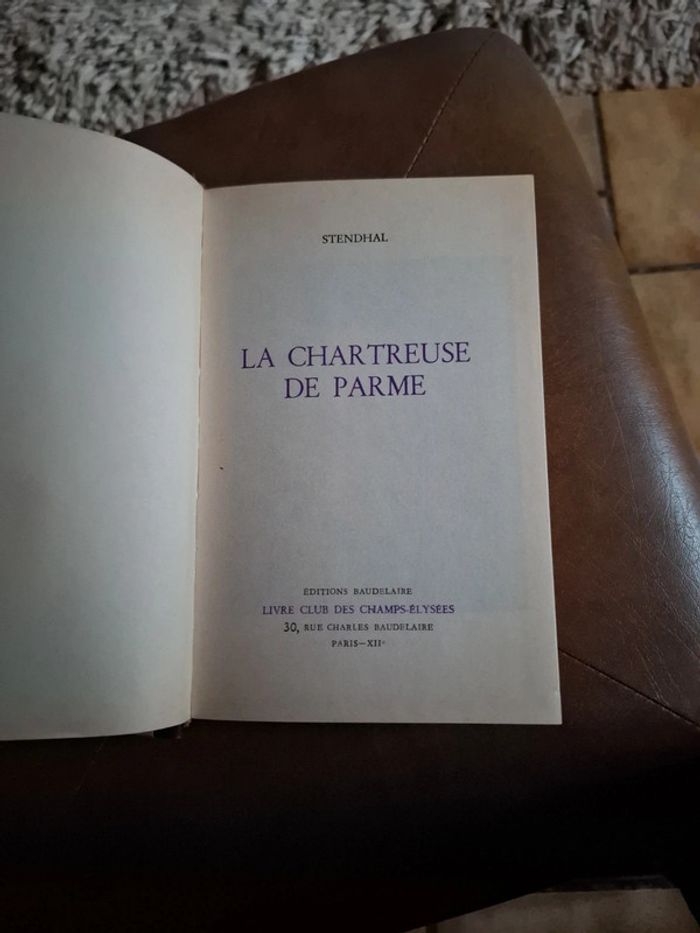 STENDHAL
LA CHARTREUSE
DE PARME
ÉDITIONS BAUDELAIRE
LIVRE CLUB DES CHAMPS-ÉLYSÉES
30, RUE CHARLES BAUDELAIRE
PARIS—XIIᵉ